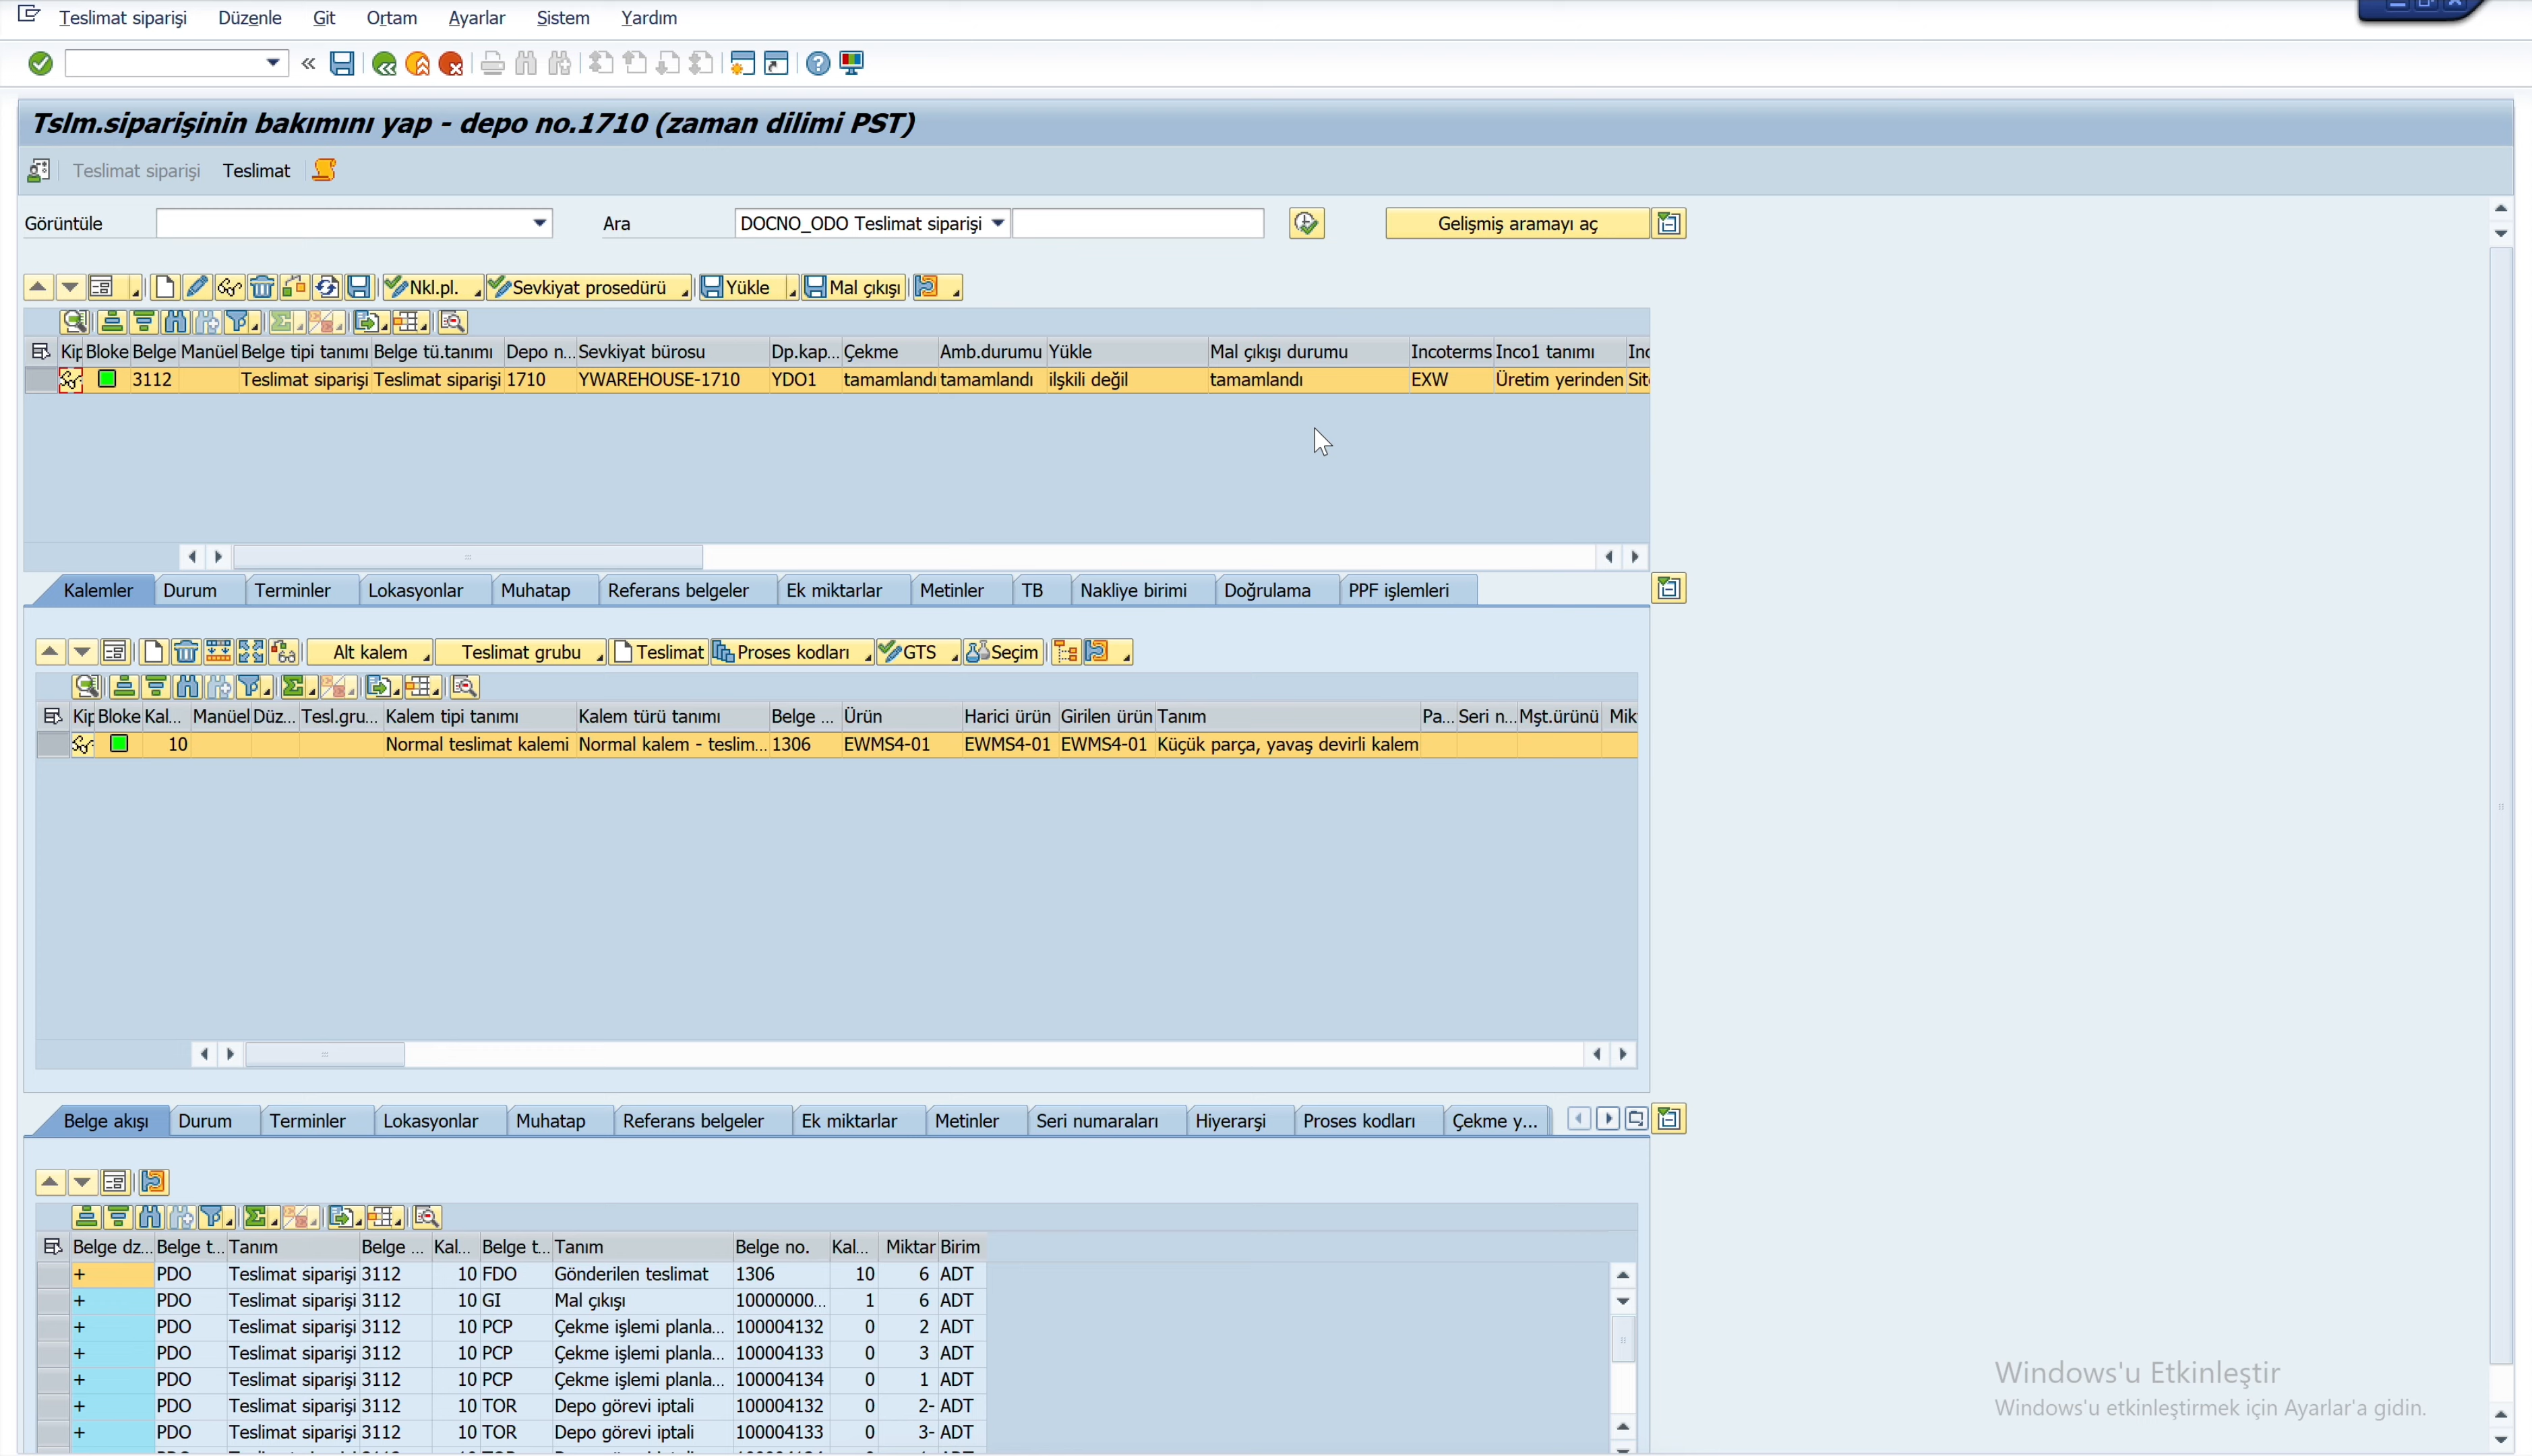 Teslimat siparişi Düzenle Git Ortam Ayarlar Sistem Yardım
Tslm.siparişinin bakımını yap - depo no.1710 (zaman dilimi PST)
Teslimat siparişi Teslimat
Görüntüle Ara DOCNO_ODO Teslimat siparişi Gelişmiş aramayı aç
Nkl.pl. Sevkiyat prosedürü Yükle Mal çıkışı
Kip Bloke Belge Manüel Belge tipi tanımı Belge tü.tanımı Depo n... Sevkiyat bürosu Dp.kap... Çekme Amb.durumu Yükle Mal çıkışı durumu Incoterms Inco1 tanımı Inc
3112 Teslimat siparişi Teslimat siparişi 1710 YWAREHOUSE-1710 YDO1 tamamlandı tamamlandı ilşkili değil tamamlandı EXW Üretim yerinden Sit
Kalemler Durum Terminler Lokasyonlar Muhatap Referans belgeler Ek miktarlar Metinler TB Nakliye birimi Doğrulama PPF işlemleri
Alt kalem Teslimat grubu Teslimat Proses kodları GTS Seçim
Kip Bloke Kal... Manüel Düz... Tesl.gru... Kalem tipi tanımı Kalem türü tanımı Belge ... Ürün Harici ürün Girilen ürün Tanım Pa... Seri n... Mşt.ürünü Mik
10 Normal teslimat kalemi Normal kalem - teslim... 1306 EWMS4-01 EWMS4-01 EWMS4-01 Küçük parça, yavaş devirli kalem
Belge akışı Durum Terminler Lokasyonlar Muhatap Referans belgeler Ek miktarlar Metinler Seri numaraları Hiyerarşi Proses kodları Çekme y...
Belge dz... Belge t... Tanım Belge ... Kal... Belge t... Tanım Belge no. Kal... Miktar Birim
+ PDO Teslimat siparişi 3112 10 FDO Gönderilen teslimat 1306 10 6 ADT
+ PDO Teslimat siparişi 3112 10 GI Mal çıkışı 10000000... 1 6 ADT
+ PDO Teslimat siparişi 3112 10 PCP Çekme işlemi planla... 100004132 0 2 ADT
+ PDO Teslimat siparişi 3112 10 PCP Çekme işlemi planla... 100004133 0 3 ADT
+ PDO Teslimat siparişi 3112 10 PCP Çekme işlemi planla... 100004134 0 1 ADT
+ PDO Teslimat siparişi 3112 10 TOR Depo görevi iptali 100004132 0 2- ADT
+ PDO Teslimat siparişi 3112 10 TOR Depo görevi iptali 100004133 0 3- ADT
Windows'u Etkinleştir
Windows'u etkinleştirmek için Ayarlar'a gidin.